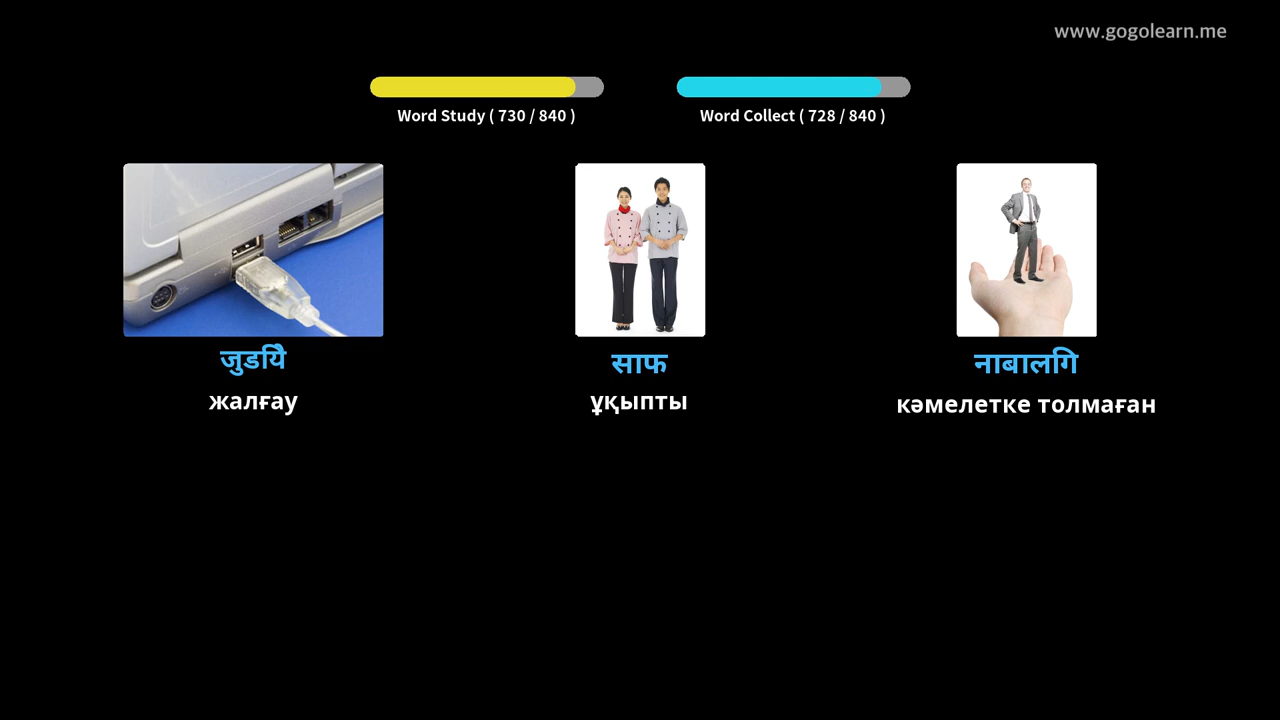 www.gogolearn.me
Word Study ( 730 / 840 )
Word Collect ( 728 / 840 )
जुडिये
साफ
नाबालिग
жалғау
ұқыпты
кәмелетке толмаған